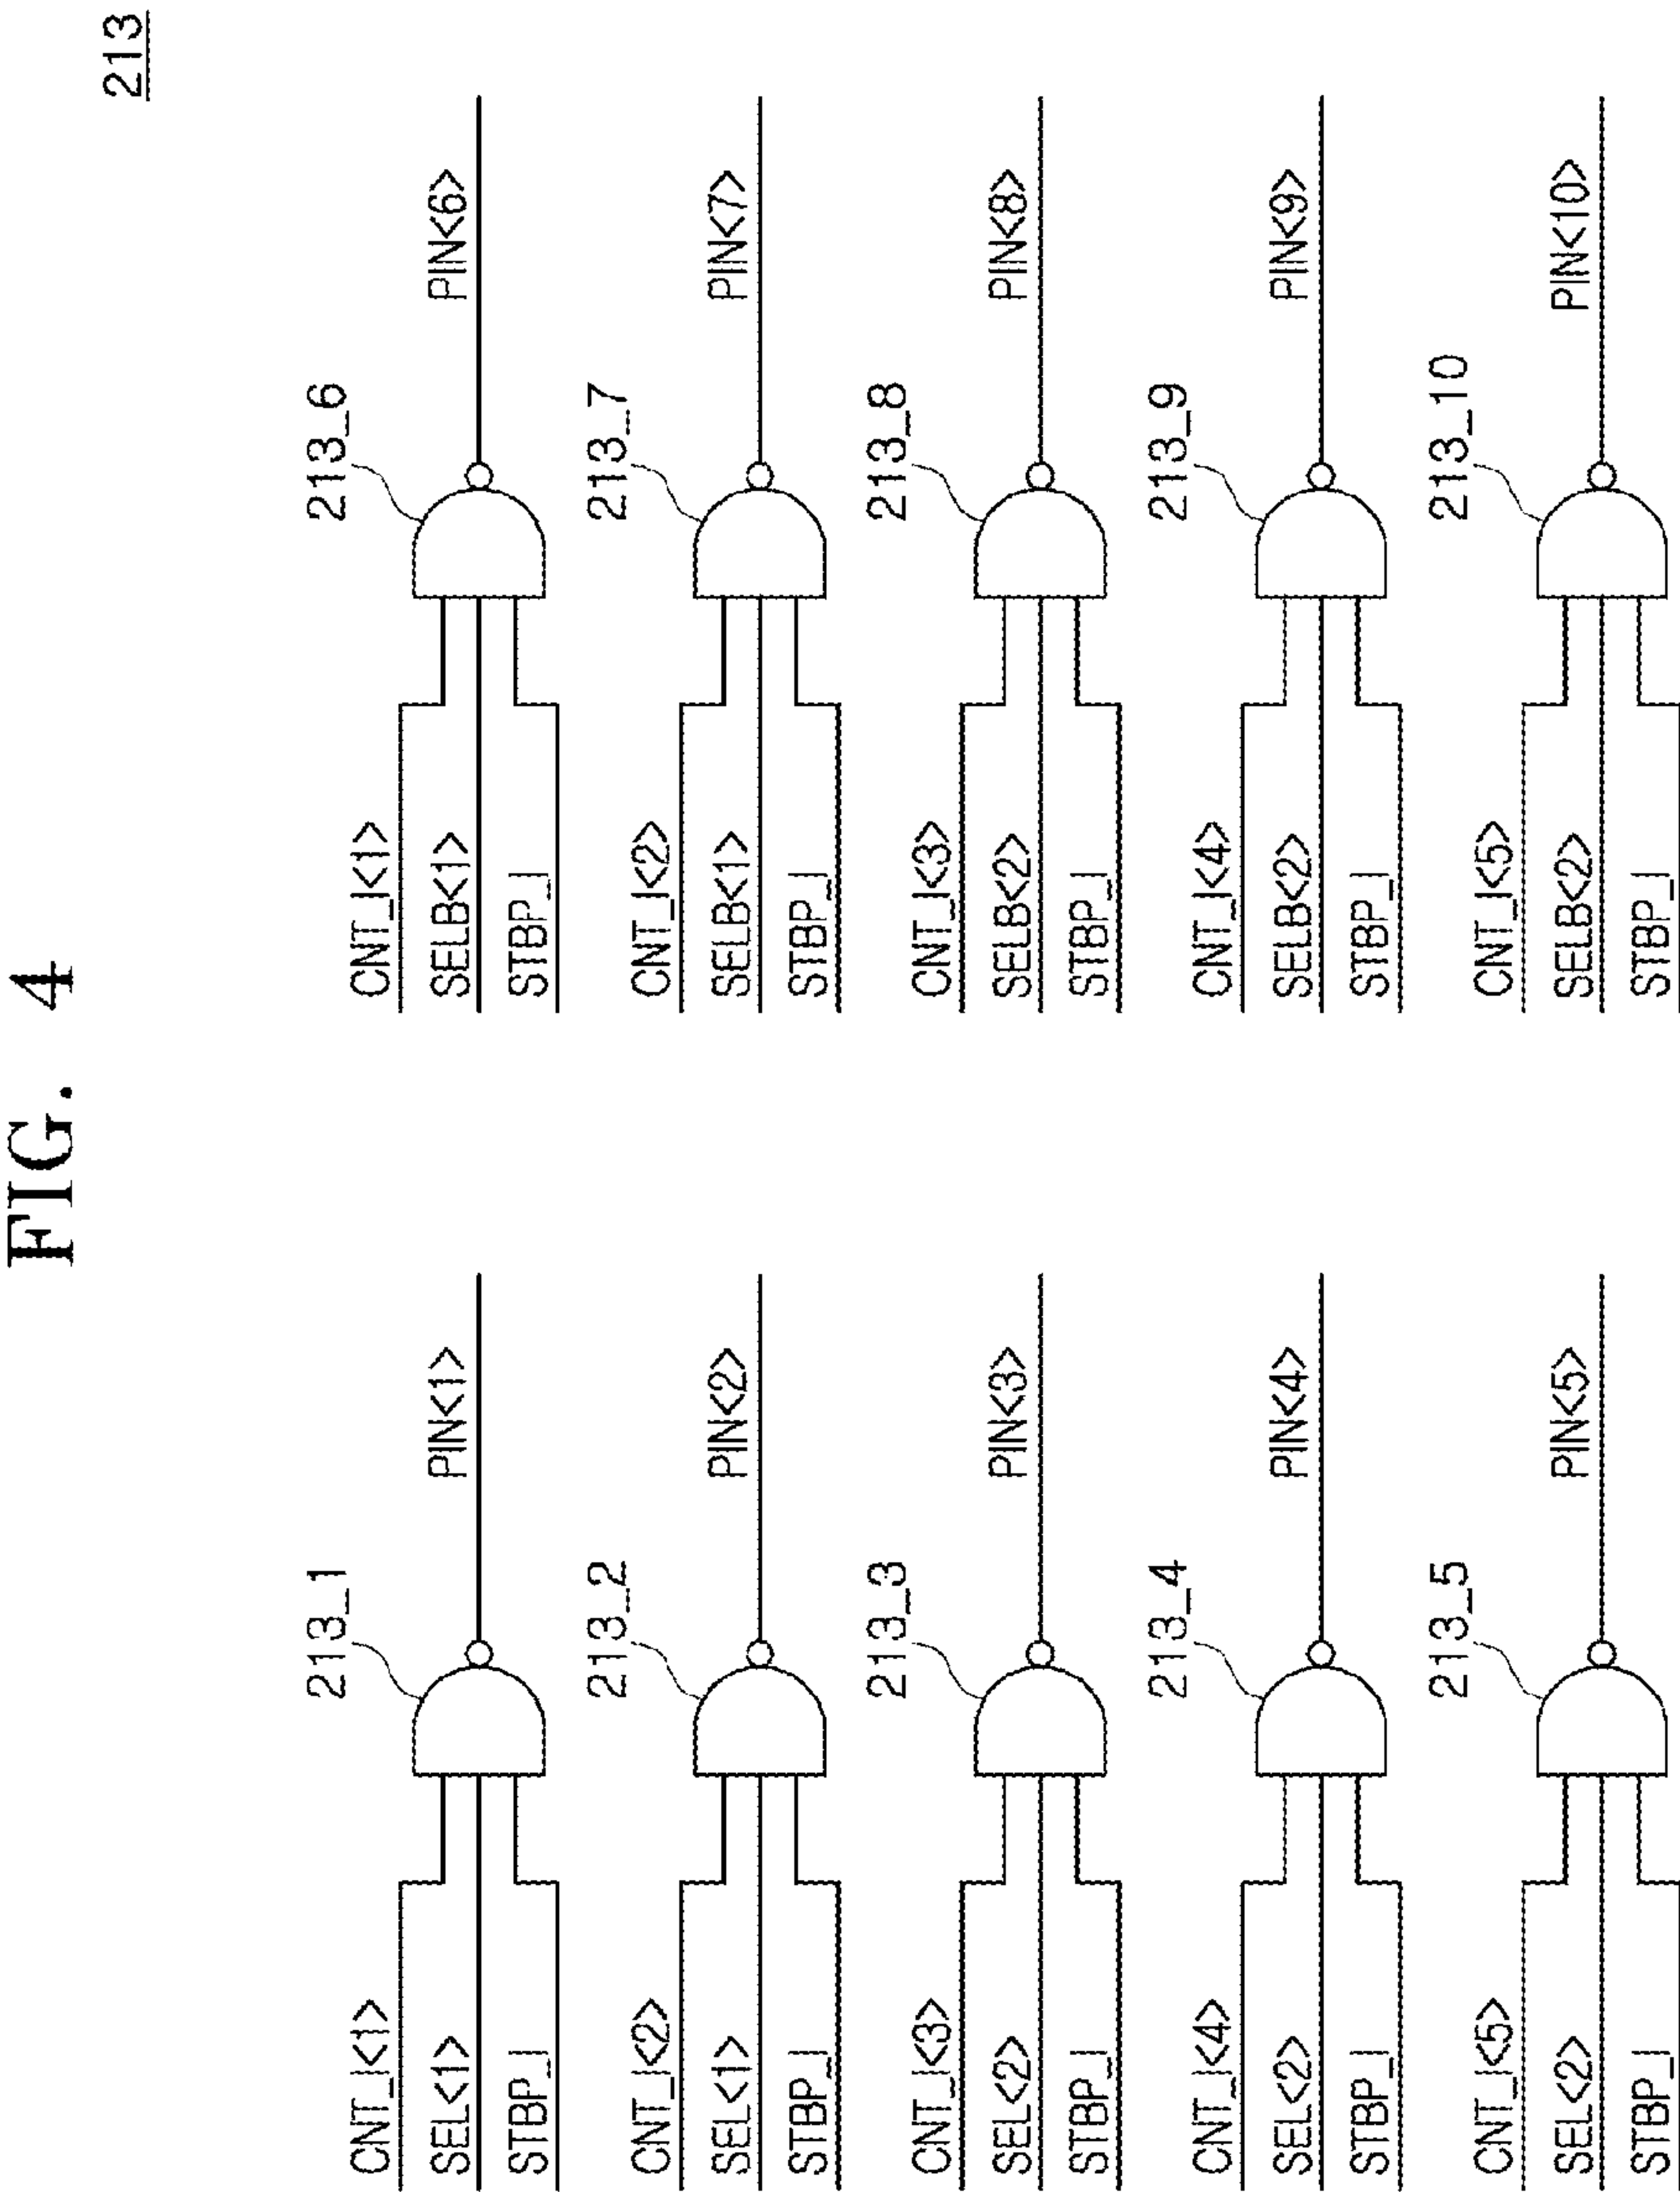 FIG. 4
213
CNT_I<1>
SEL<1>
STBP_I
213_1
PIN<1>
CNT_I<2>
SEL<1>
STBP_I
213_2
PIN<2>
CNT_I<3>
SEL<2>
STBP_I
213_3
PIN<3>
CNT_I<4>
SEL<2>
STBP_I
213_4
PIN<4>
CNT_I<5>
SEL<2>
STBP_I
213_5
PIN<5>
CNT_I<1>
SELB<1>
STBP_I
213_6
PIN<6>
CNT_I<2>
SELB<1>
STBP_I
213_7
PIN<7>
CNT_I<3>
SELB<2>
STBP_I
213_8
PIN<8>
CNT_I<4>
SELB<2>
STBP_I
213_9
PIN<9>
CNT_I<5>
SELB<2>
STBP_I
213_10
PIN<10>